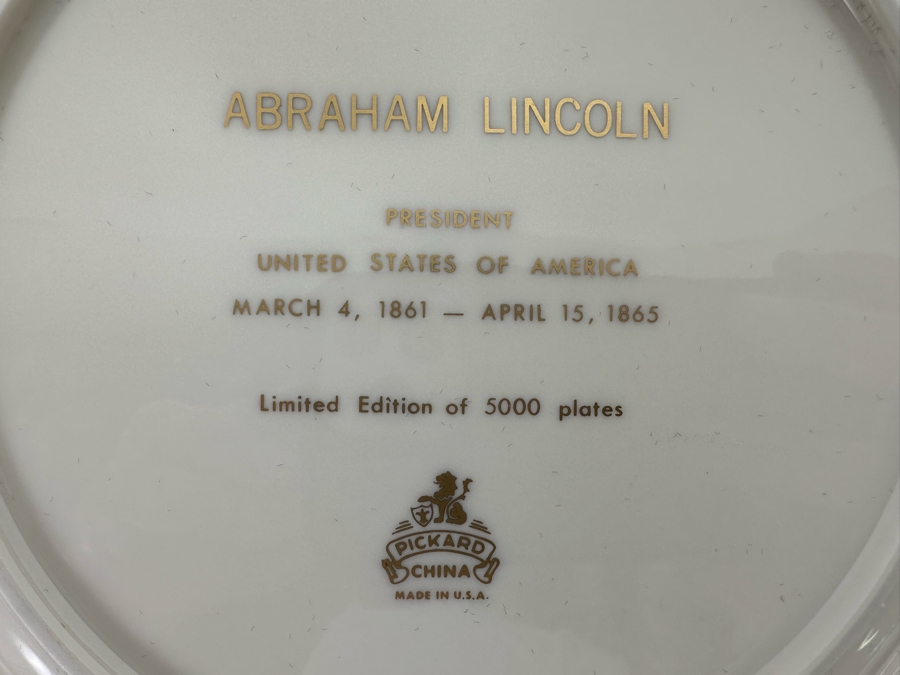 ABRAHAM LINCOLN
PRESIDENT
UNITED STATES OF AMERICA
MARCH 4, 1861 — APRIL 15, 1865
Limited Edition of 5000 plates
PICKARD
CHINA
MADE IN U.S.A.